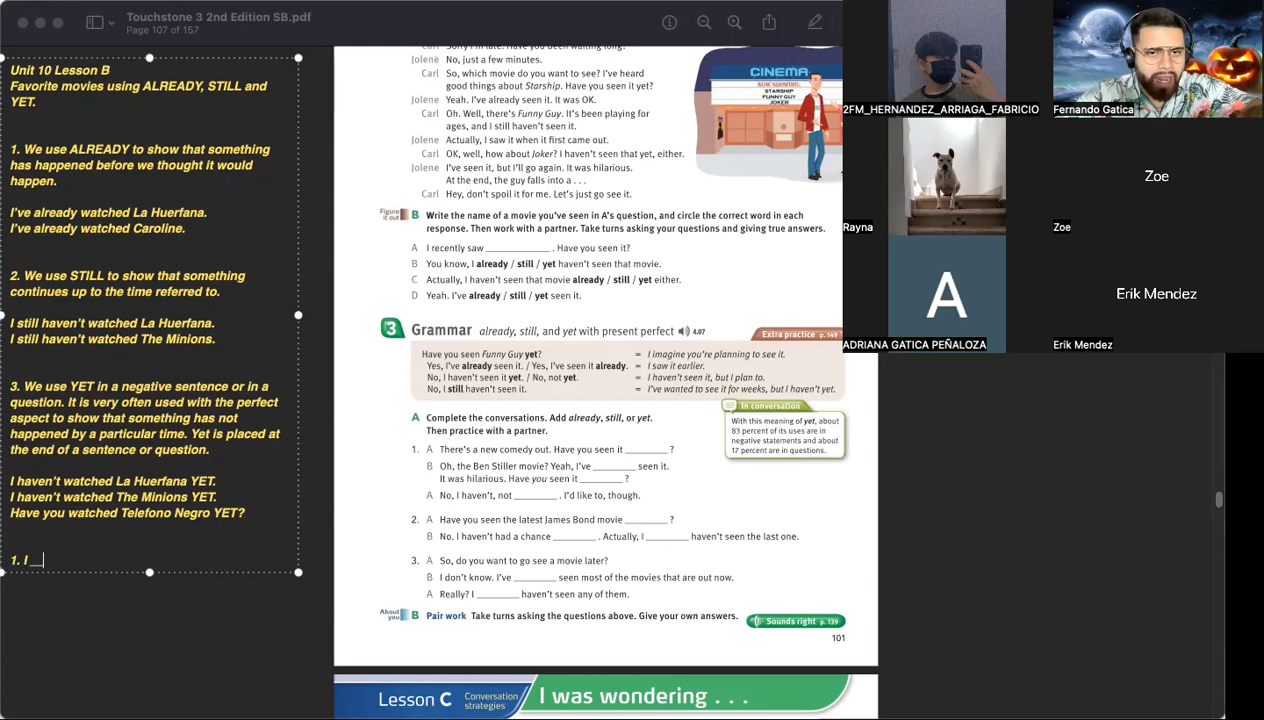 Touchstone 3 2nd Edition SB.pdf
Page 107 of 157
Unit 10 Lesson B
Favorite movies using ALREADY, STILL and
YET.
1. We use ALREADY to show that something
has happened before we thought it would
happen.
I've already watched La Huerfana.
I've already watched Caroline.
2. We use STILL to show that something
continues up to the time referred to.
I still haven't watched La Huerfana.
I still haven't watched The Minions.
3. We use YET in a negative sentence or in a
question. It is very often used with the perfect
aspect to show that something has not
happened by a particular time. Yet is placed at
the end of a sentence or question.
I haven't watched La Huerfana YET.
I haven't watched The Minions YET.
Have you watched Telefono Negro YET?
1. I __
Carl Sorry I'm late. Have you been waiting long?
Jolene No, just a few minutes.
Carl So, which movie do you want to see? I've heard
good things about Starship. Have you seen it yet?
Jolene Yeah. I've already seen it. It was OK.
Carl Oh. Well, there's Funny Guy. It's been playing for
ages, and I still haven't seen it.
Jolene Actually, I saw it when it first came out.
Carl OK, well, how about Joker? I haven't seen that yet, either.
Jolene I've seen it, but I'll go again. It was hilarious.
At the end, the guy falls into a . . .
Carl Hey, don't spoil it for me. Let's just go see it.
CINEMA
NOW SHOWING
STARSHIP
FUNNY GUY
JOKER
Figure it out
B Write the name of a movie you've seen in A's question, and circle the correct word in each
response. Then work with a partner. Take turns asking your questions and giving true answers.
A I recently saw ____________ . Have you seen it?
B You know, I already / still / yet haven't seen that movie.
C Actually, I haven't seen that movie already / still / yet either.
D Yeah. I've already / still / yet seen it.
3 Grammar already, still, and yet with present perfect 4.07
Extra practice p. 149
Have you seen Funny Guy yet? = I imagine you're planning to see it.
Yes, I've already seen it. / Yes, I've seen it already. = I saw it earlier.
No, I haven't seen it yet. / No, not yet. = I haven't seen it, but I plan to.
No, I still haven't seen it. = I've wanted to see it for weeks, but I haven't yet.
A Complete the conversations. Add already, still, or yet.
Then practice with a partner.
In conversation
With this meaning of yet, about
83 percent of its uses are in
negative statements and about
17 percent are in questions.
1. A There's a new comedy out. Have you seen it ________ ?
B Oh, the Ben Stiller movie? Yeah, I've ________ seen it.
It was hilarious. Have you seen it ________ ?
A No, I haven't, not ________ . I'd like to, though.
2. A Have you seen the latest James Bond movie ________ ?
B No. I haven't had a chance ________ . Actually, I ________ haven't seen the last one.
3. A So, do you want to go see a movie later?
B I don't know. I've ________ seen most of the movies that are out now.
A Really? I ________ haven't seen any of them.
About you
B Pair work Take turns asking the questions above. Give your own answers.
Sounds right p. 139
101
Lesson C Conversation strategies I was wondering . . .
2FM_HERNANDEZ_ARRIAGA_FABRICIO
Fernando Gatica
Rayna
Zoe
Zoe
A
ADRIANA GATICA PEÑALOZA
Erik Mendez
Erik Mendez